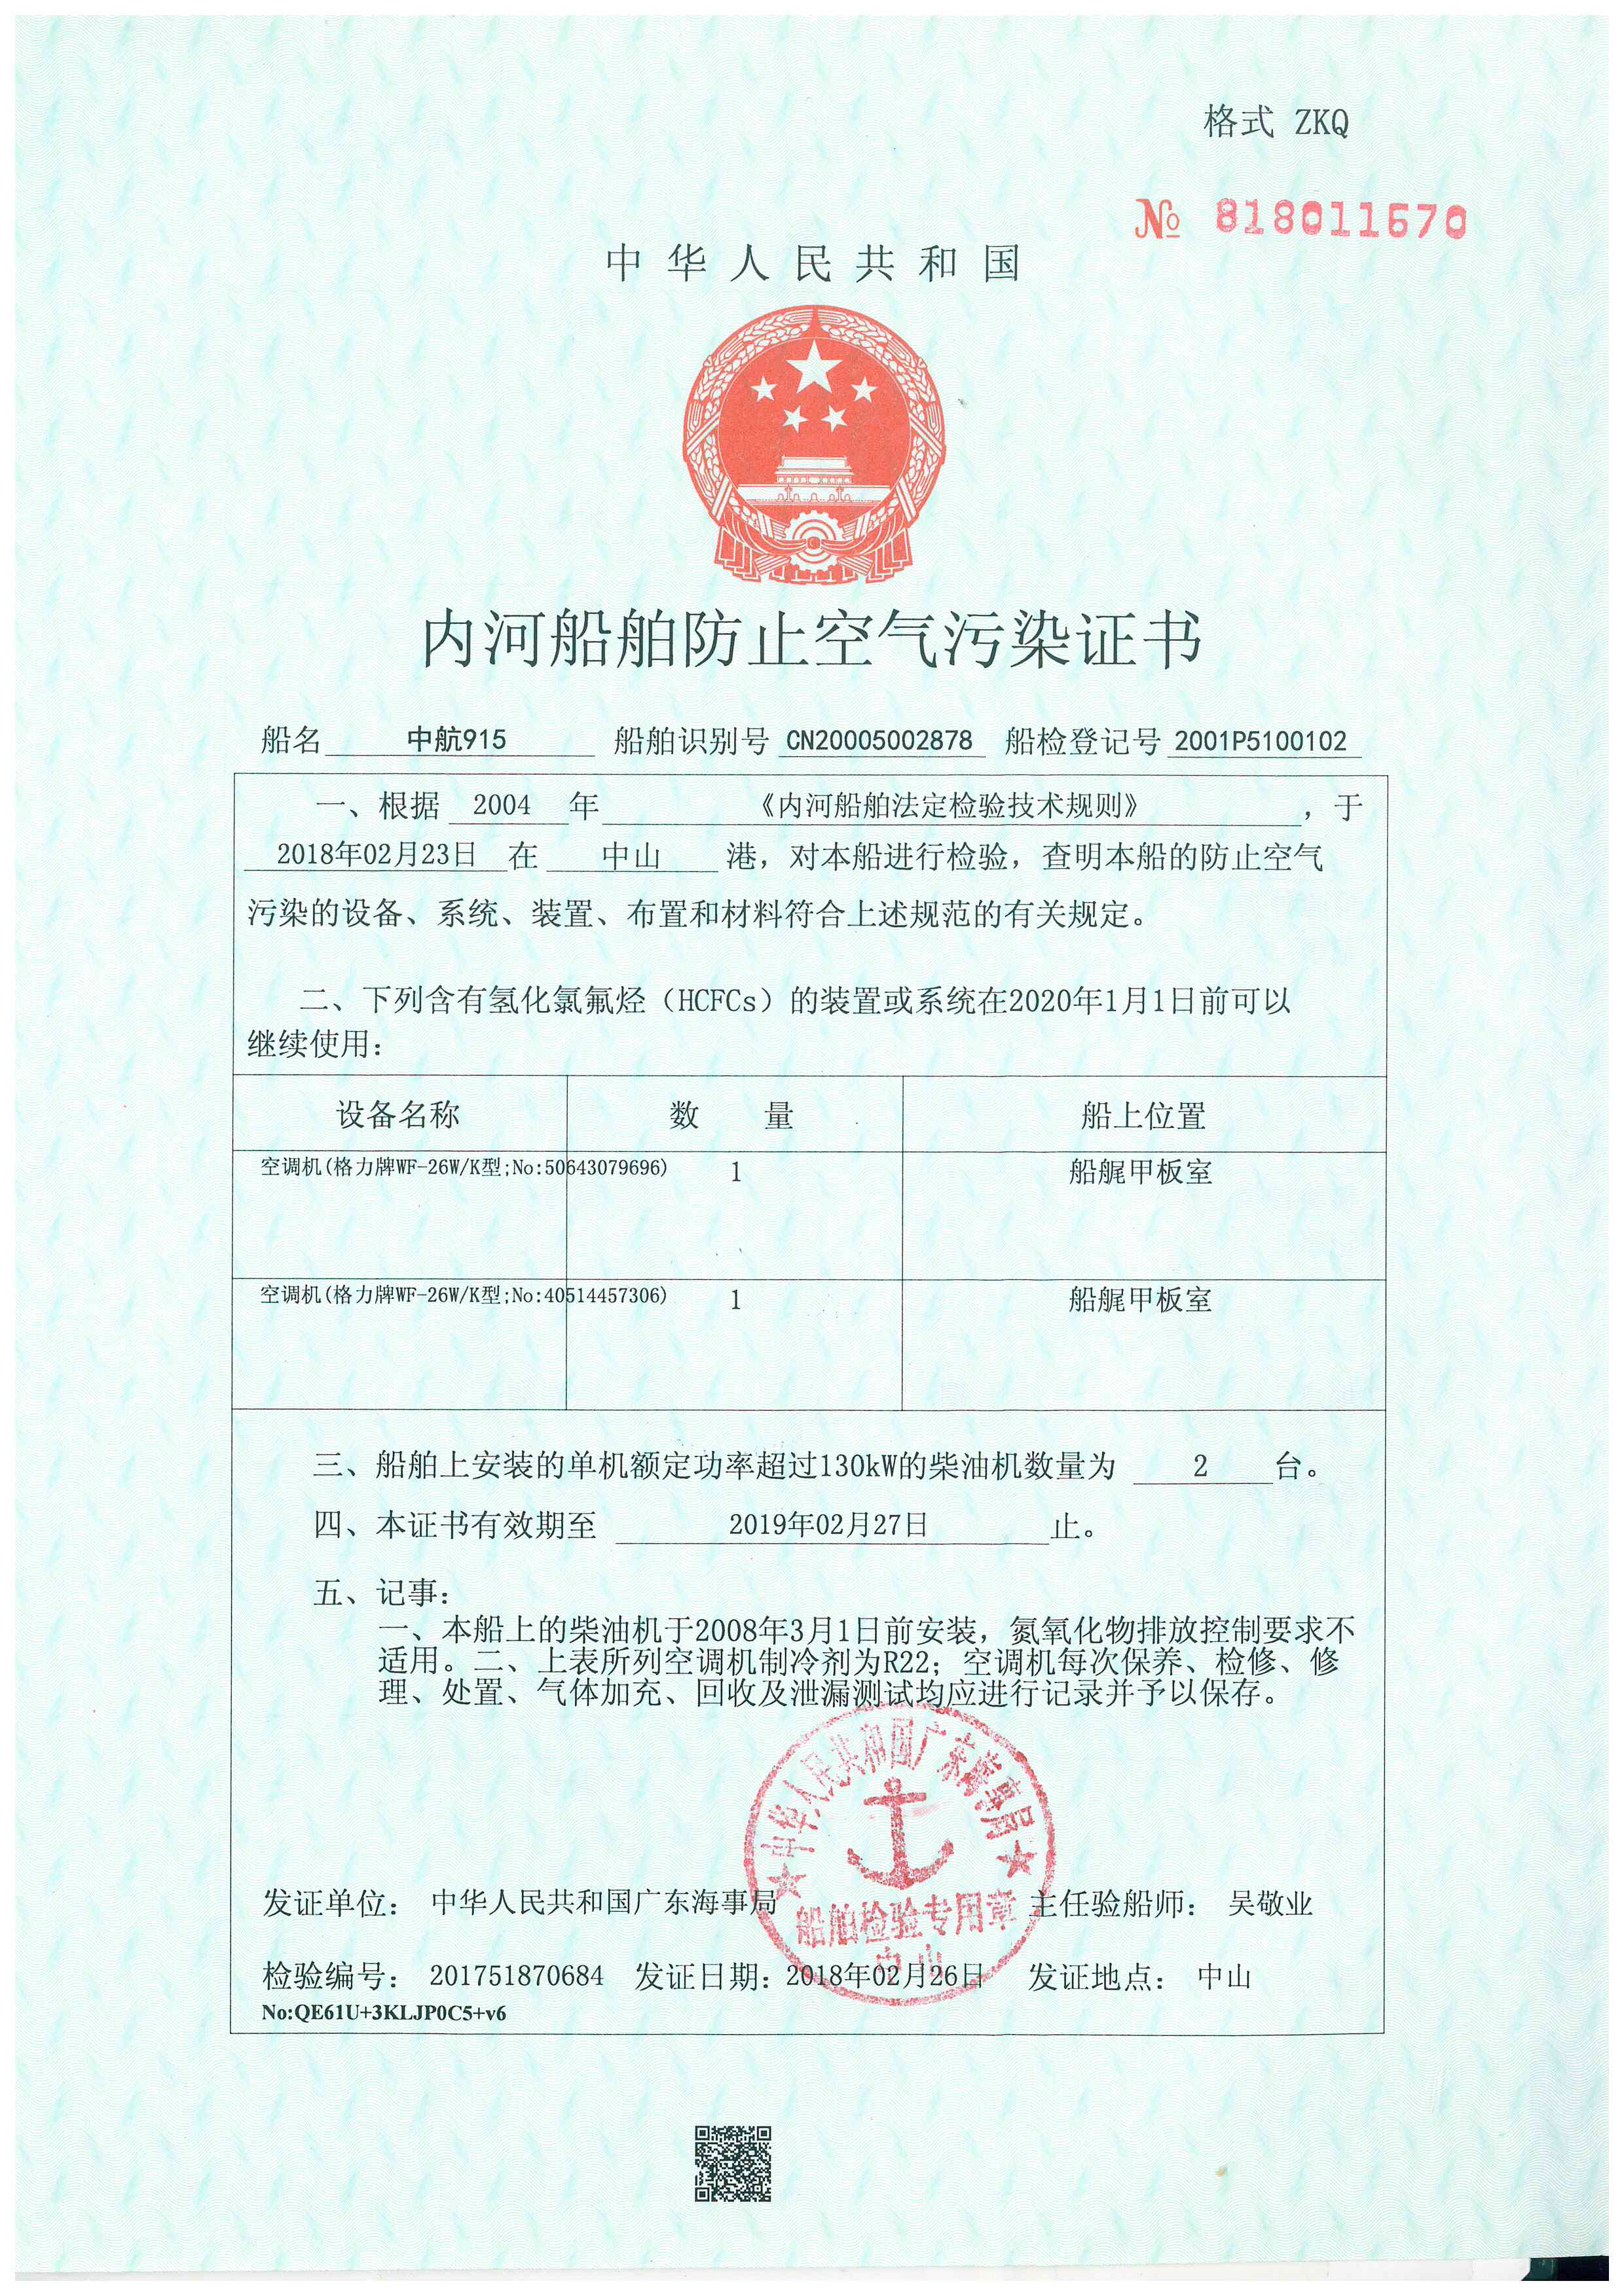 格式 ZKQ
№ 818011570
中华人民共和国
内河船舶防止空气污染证书
船名 中航915 船舶识别号 CN20005002878 船检登记号 2001P5100102
一、根据 2004 年 《内河船舶法定检验技术规则》 ，于
2018年02月23日 在 中山 港，对本船进行检验，查明本船的防止空气
污染的设备、系统、装置、布置和材料符合上述规范的有关规定。
二、下列含有氢化氯氟烃（HCFCs）的装置或系统在2020年1月1日前可以
继续使用：
设备名称 数 量 船上位置
空调机(格力牌WF-26W/K型;No:50643079696) 1 船艉甲板室
空调机(格力牌WF-26W/K型;No:40514457306) 1 船艉甲板室
三、船舶上安装的单机额定功率超过130kW的柴油机数量为 2 台。
四、本证书有效期至 2019年02月27日 止。
五、记事：
一、本船上的柴油机于2008年3月1日前安装，氮氧化物排放控制要求不
适用。二、上表所列空调机制冷剂为R22；空调机每次保养、检修、修
理、处置、气体加充、回收及泄漏测试均应进行记录并予以保存。
中华人民共和国广东海事局
船舶检验专用章
中山
发证单位： 中华人民共和国广东海事局 主任验船师： 吴敬业
检验编号： 201751870684 发证日期：2018年02月26日 发证地点： 中山
No:QE61U+3KLJP0C5+v6